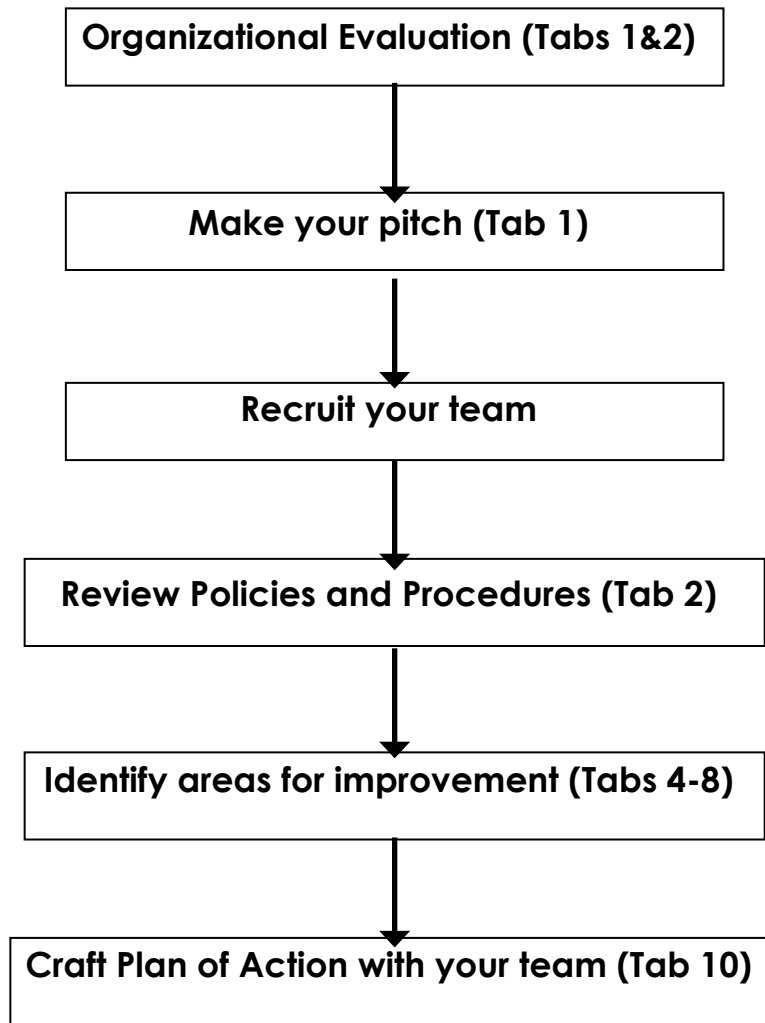 Organizational Evaluation (Tabs 1&2)
Make your pitch (Tab 1)
Recruit your team
Review Policies and Procedures (Tab 2)
Identify areas for improvement (Tabs 4-8)
Craft Plan of Action with your team (Tab 10)